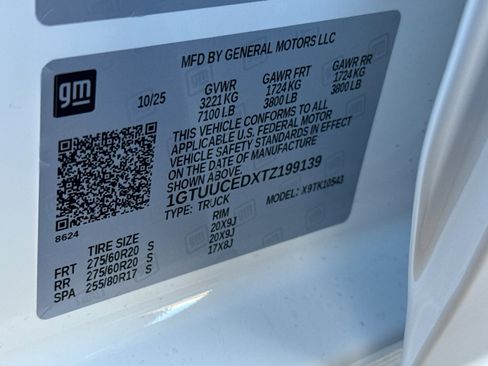 MFD BY GENERAL MOTORS LLC
gm
10/25
GVWR GAWR FRT GAWR RR
3221 KG 1724 KG 1724 KG
7100 LB 3800 LB 3800 LB
THIS VEHICLE CONFORMS TO ALL
APPLICABLE U.S. FEDERAL MOTOR
VEHICLE SAFETY STANDARDS IN EFFECT
ON THE DATE OF MANUFACTURE
SHOWN ABOVE.
1GTUUCEDXTZ199139
TYPE: TRUCK MODEL: X9TK10543
8624
TIRE SIZE RIM
FRT 275/60R20 S 20X9J
RR 275/60R20 S 20X9J
SPA 255/80R17 S 17X8J